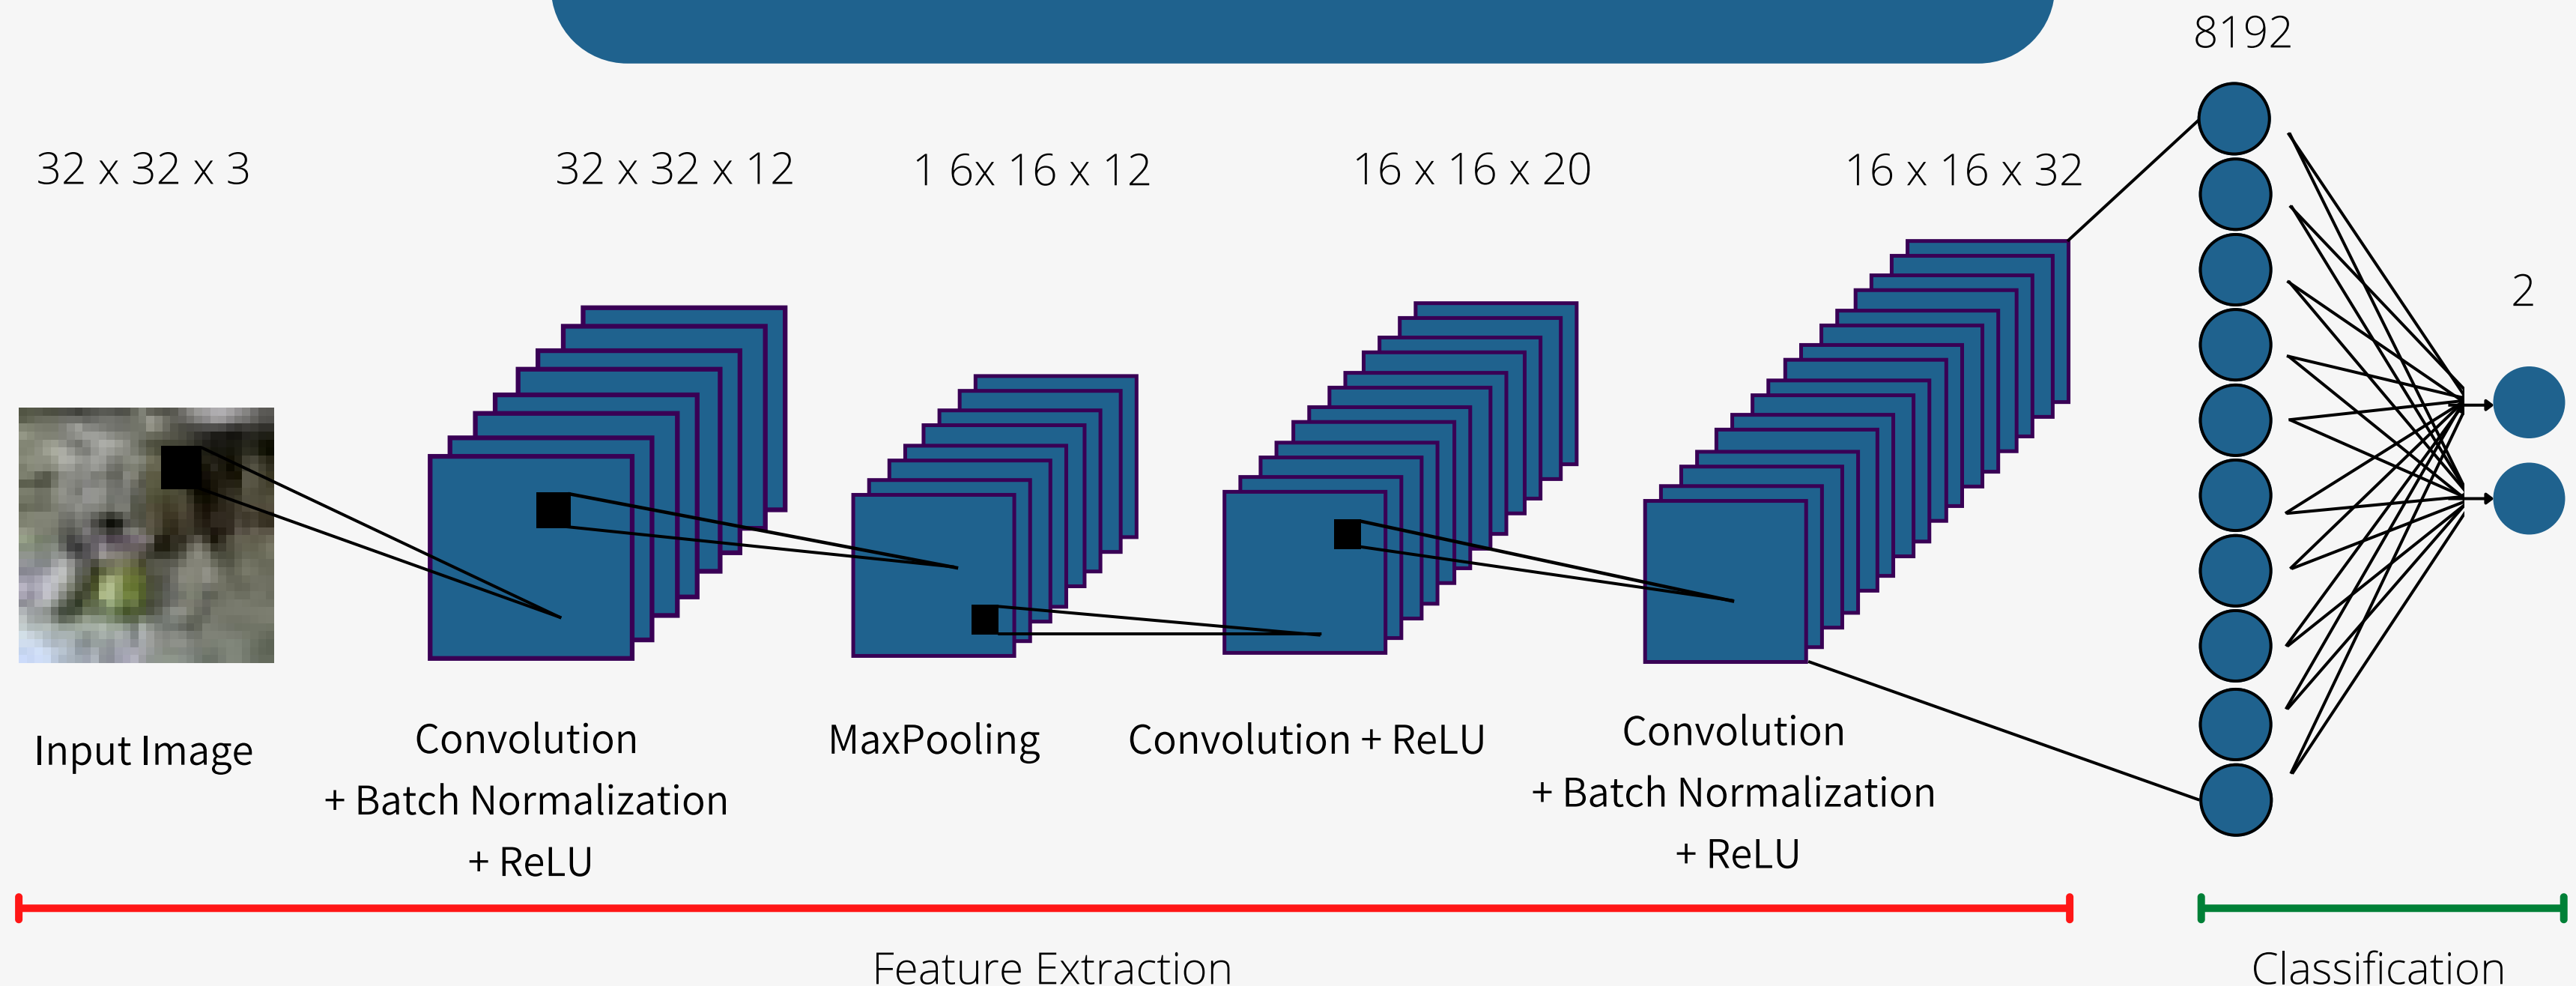 8192
32 x 32 x 3
32 x 32 x 12
1 6x 16 x 12
16 x 16 x 20
16 x 16 x 32
2
Input Image
Convolution
+ Batch Normalization
+ ReLU
MaxPooling
Convolution + ReLU
Convolution
+ Batch Normalization
+ ReLU
Feature Extraction
Classification